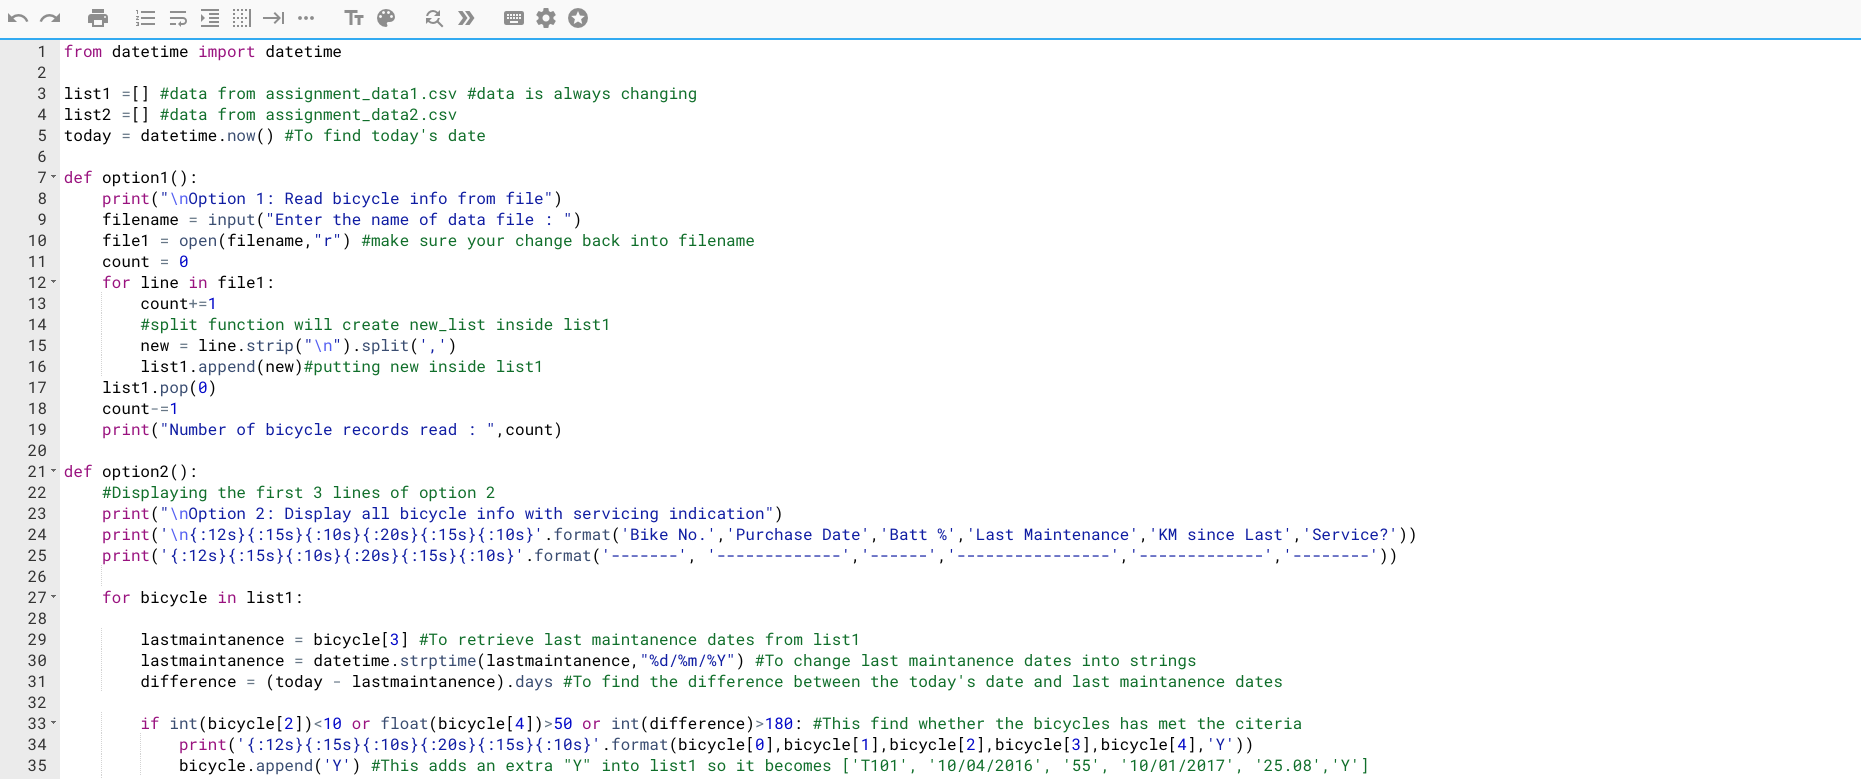 1 from datetime import datetime
2
3 list1 =[] #data from assignment_data1.csv #data is always changing
4 list2 =[] #data from assignment_data2.csv
5 today = datetime.now() #To find today's date
6
7 def option1():
8     print("\nOption 1: Read bicycle info from file")
9     filename = input("Enter the name of data file : ")
10     file1 = open(filename,"r") #make sure your change back into filename
11     count = 0
12     for line in file1:
13         count+=1
14         #split function will create new_list inside list1
15         new = line.strip("\n").split(',')
16         list1.append(new)#putting new inside list1
17     list1.pop(0)
18     count-=1
19     print("Number of bicycle records read : ",count)
20
21 def option2():
22     #Displaying the first 3 lines of option 2
23     print("\nOption 2: Display all bicycle info with servicing indication")
24     print('\n{:12s}{:15s}{:10s}{:20s}{:15s}{:10s}'.format('Bike No.','Purchase Date','Batt %','Last Maintenance','KM since Last','Service?'))
25     print('{:12s}{:15s}{:10s}{:20s}{:15s}{:10s}'.format('-------', '-------------','------','----------------','-------------','--------'))
26
27     for bicycle in list1:
28
29         lastmaintanence = bicycle[3] #To retrieve last maintanence dates from list1
30         lastmaintanence = datetime.strptime(lastmaintanence,"%d/%m/%Y") #To change last maintanence dates into strings
31         difference = (today - lastmaintanence).days #To find the difference between the today's date and last maintanence dates
32
33         if int(bicycle[2])<10 or float(bicycle[4])>50 or int(difference)>180: #This find whether the bicycles has met the citeria
34             print('{:12s}{:15s}{:10s}{:20s}{:15s}{:10s}'.format(bicycle[0],bicycle[1],bicycle[2],bicycle[3],bicycle[4],'Y'))
35             bicycle.append('Y') #This adds an extra "Y" into list1 so it becomes ['T101', '10/04/2016', '55', '10/01/2017', '25.08','Y']